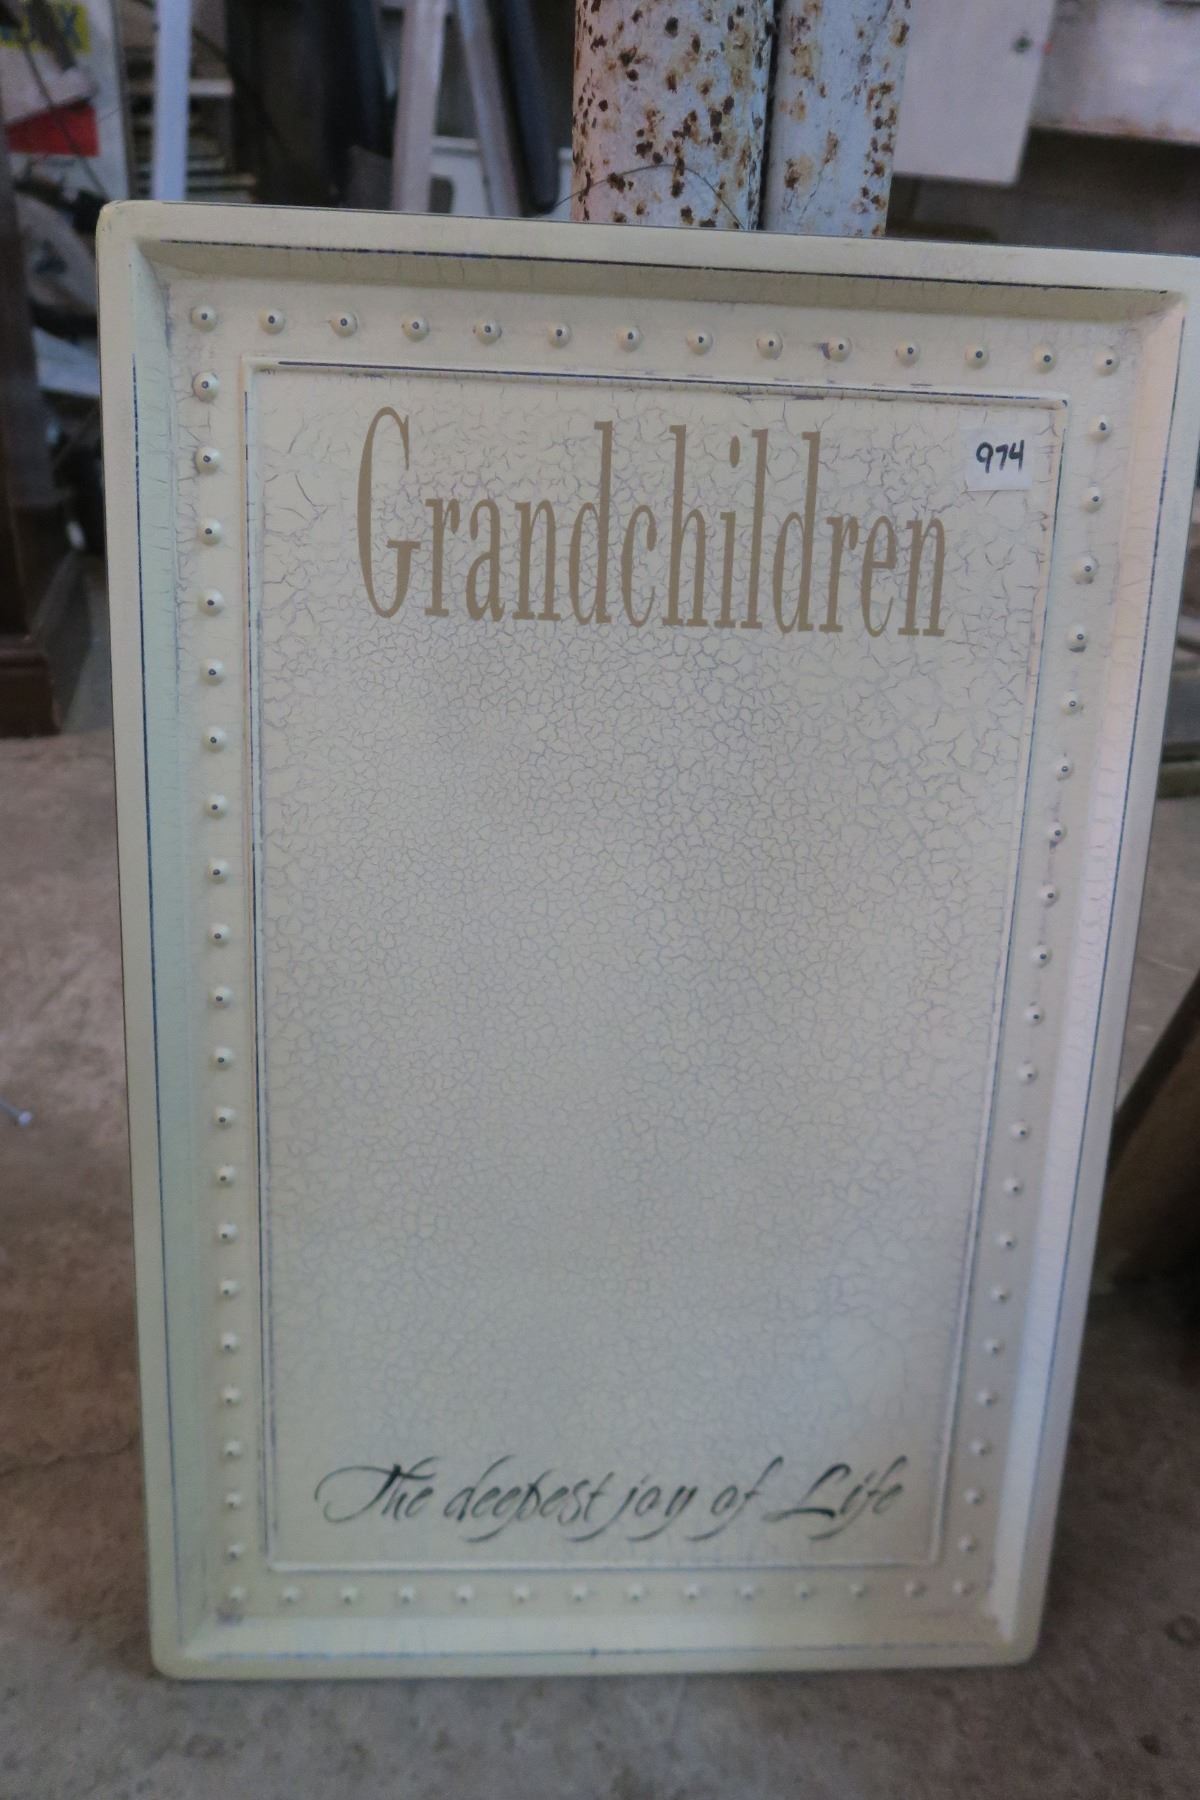 Grandchildren
974
The deepest joy of Life